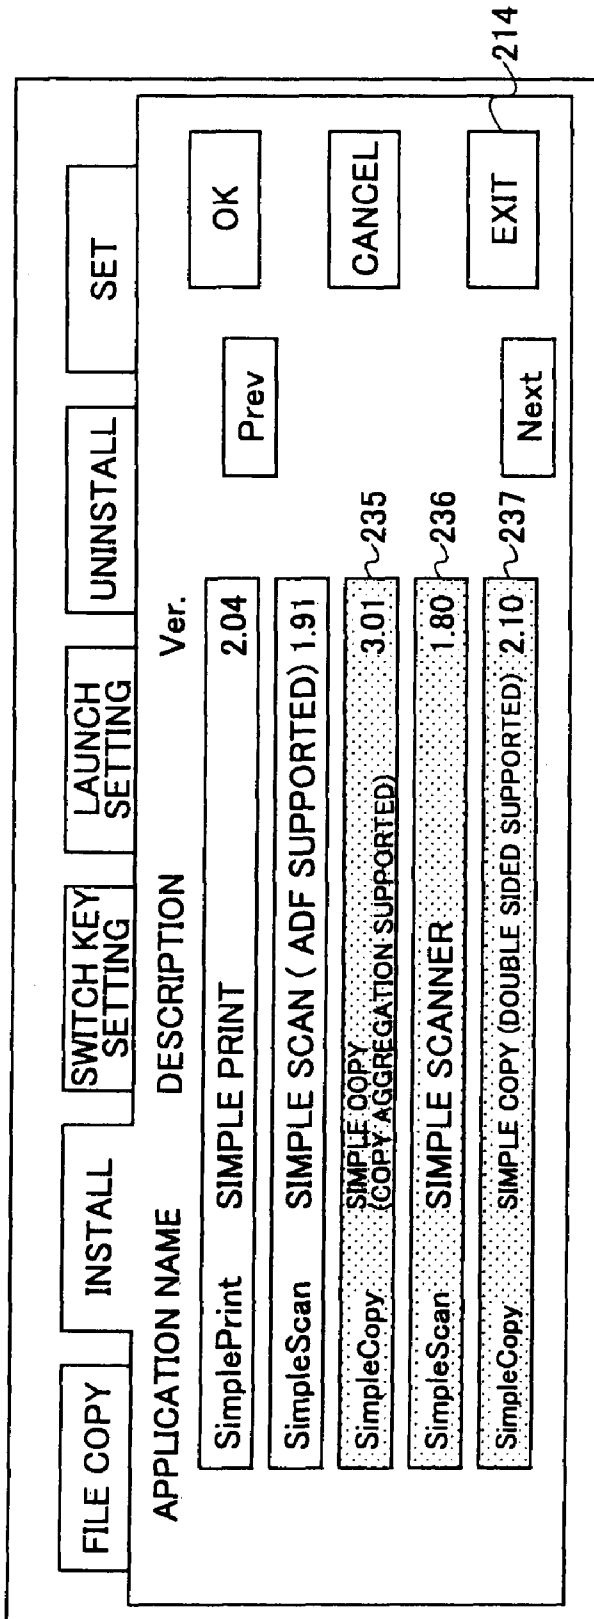 FILE COPY
INSTALL
SWITCH KEY
SETTING
LAUNCH
SETTING
UNINSTALL
SET
APPLICATION NAME DESCRIPTION Ver.
SimplePrint SIMPLE PRINT 2.04
SimpleScan SIMPLE SCAN ( ADF SUPPORTED) 1.91
SimpleCopy SIMPLE COPY
(COPY AGGREGATION SUPPORTED) 3.01 235
SimpleScan SIMPLE SCANNER 1.80 236
SimpleCopy SIMPLE COPY (DOUBLE SIDED SUPPORTED) 2.10 237
Prev
Next
OK
CANCEL
EXIT
214